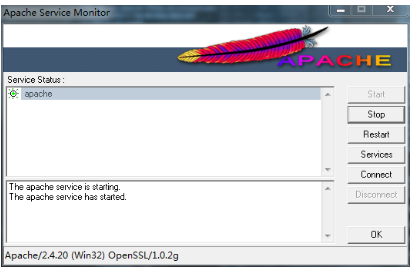 Apache Service Monitor
APACHE
Service Status :
apache
Start
Stop
Restart
Services
Connect
Disconnect
The apache service is starting.
The apache service has started.
OK
Apache/2.4.20 (Win32) OpenSSL/1.0.2g